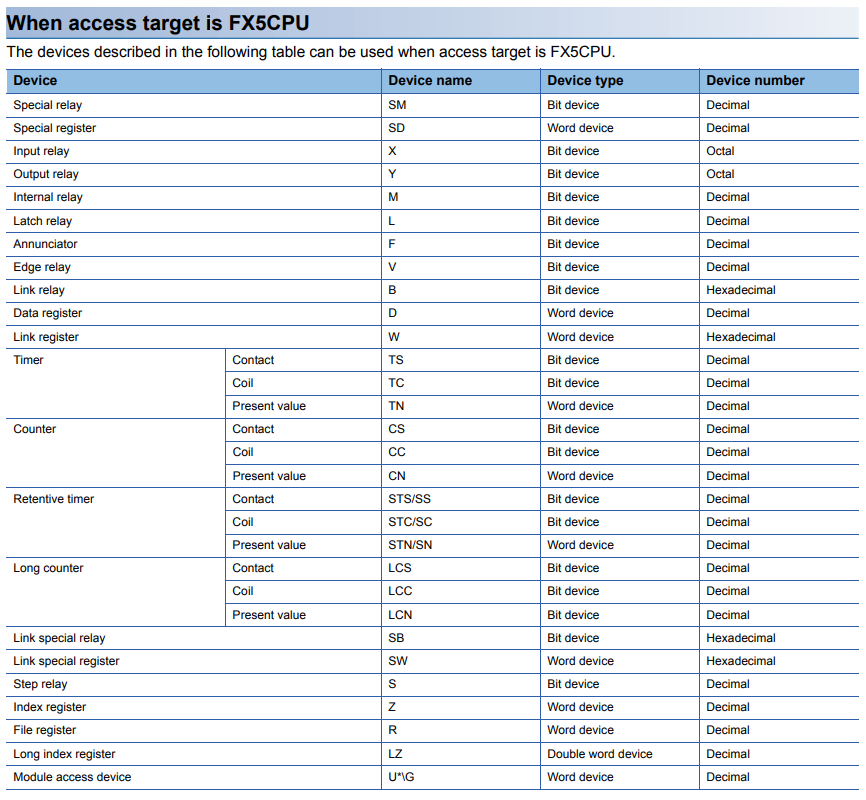 When access target is FX5CPU
The devices described in the following table can be used when access target is FX5CPU.
Device Device name Device type Device number
Special relay SM Bit device Decimal
Special register SD Word device Decimal
Input relay X Bit device Octal
Output relay Y Bit device Octal
Internal relay M Bit device Decimal
Latch relay L Bit device Decimal
Annunciator F Bit device Decimal
Edge relay V Bit device Decimal
Link relay B Bit device Hexadecimal
Data register D Word device Decimal
Link register W Word device Hexadecimal
Timer Contact TS Bit device Decimal
Coil TC Bit device Decimal
Present value TN Word device Decimal
Counter Contact CS Bit device Decimal
Coil CC Bit device Decimal
Present value CN Word device Decimal
Retentive timer Contact STS/SS Bit device Decimal
Coil STC/SC Bit device Decimal
Present value STN/SN Word device Decimal
Long counter Contact LCS Bit device Decimal
Coil LCC Bit device Decimal
Present value LCN Bit device Decimal
Link special relay SB Bit device Hexadecimal
Link special register SW Word device Hexadecimal
Step relay S Bit device Decimal
Index register Z Word device Decimal
File register R Word device Decimal
Long index register LZ Double word device Decimal
Module access device U*\G Word device Decimal